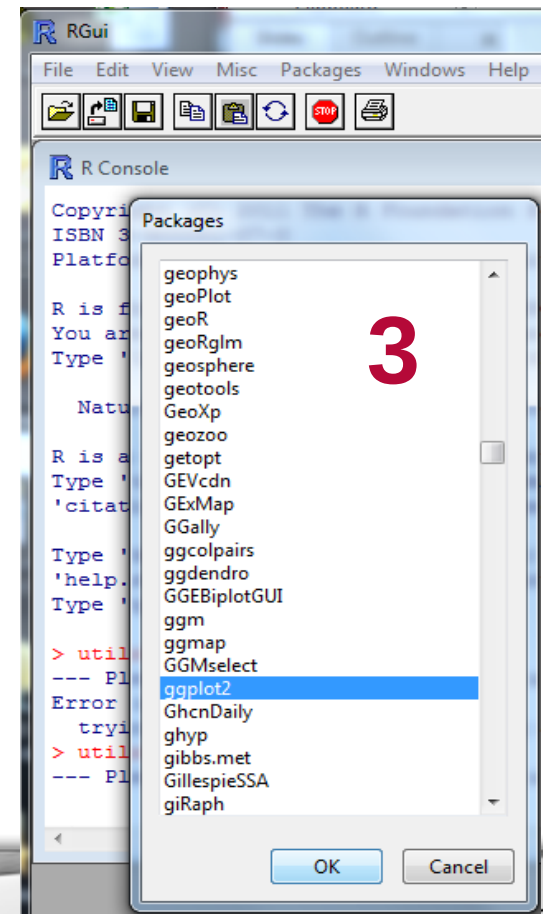 RGui
File Edit View Misc Packages Windows Help
STOP
R Console
Packages
geophys
geoPlot
geoR
geoRglm
geosphere
geotools
GeoXp
geozoo
getopt
GEVcdn
GExMap
GGally
ggcolpairs
ggdendro
GGEBiplotGUI
ggm
ggmap
GGMselect
ggplot2
GhcnDaily
ghyp
gibbs.met
GillespieSSA
giRaph
OK Cancel
3
Copyri
ISBN 3
Platfo
R is f
You ar
Type '
Natu
R is a
Type '
'citat
Type '
'help.
Type '
> util
--- Pl
Error
tryi
> util
--- Pl